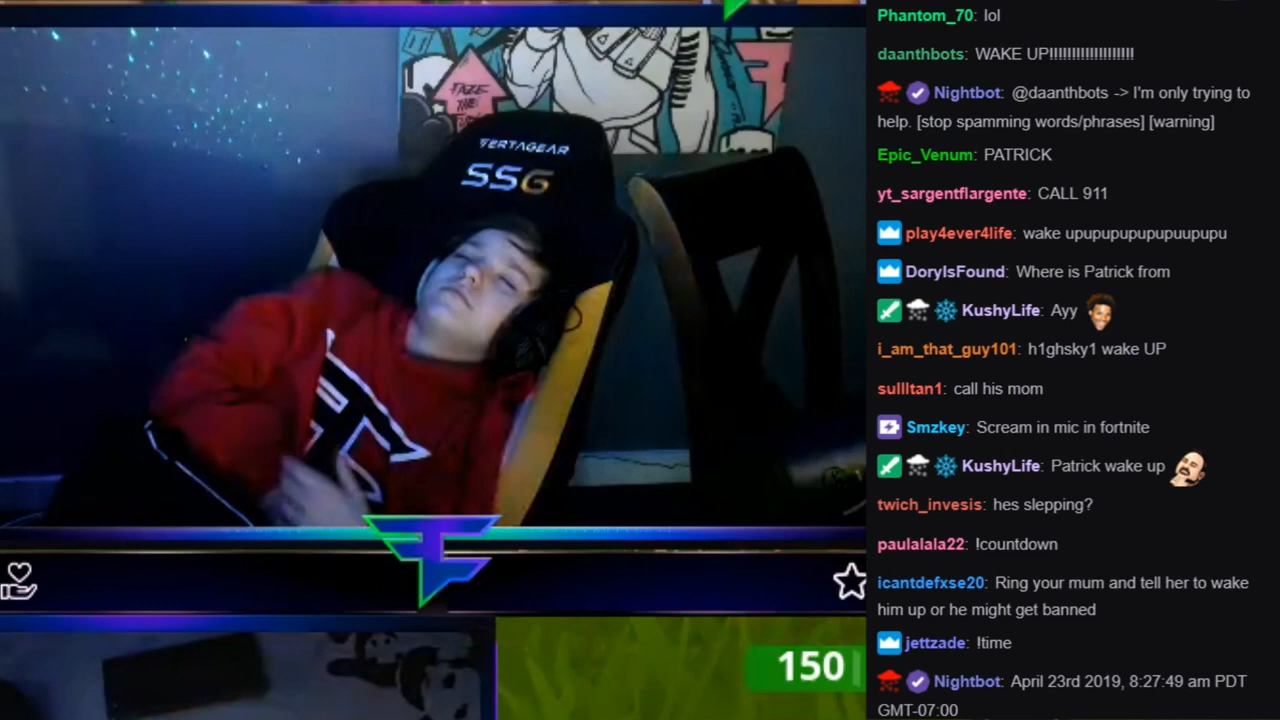 FAZE
THE
VERTAGEAR
SSG
150
Phantom_70: lol
daanthbots: WAKE UP!!!!!!!!!!!!!!!!!!!
Nightbot: @daanthbots -> I'm only trying to
help. [stop spamming words/phrases] [warning]
Epic_Venum: PATRICK
yt_sargentflargente: CALL 911
play4ever4life: wake upupupupupupuupupu
DoryIsFound: Where is Patrick from
KushyLife: Ayy
i_am_that_guy101: h1ghsky1 wake UP
sullltan1: call his mom
Smzkey: Scream in mic in fortnite
KushyLife: Patrick wake up
twich_invesis: hes slepping?
paulalala22: !countdown
icantdefxse20: Ring your mum and tell her to wake
him up or he might get banned
jettzade: !time
Nightbot: April 23rd 2019, 8:27:49 am PDT
GMT-07:00